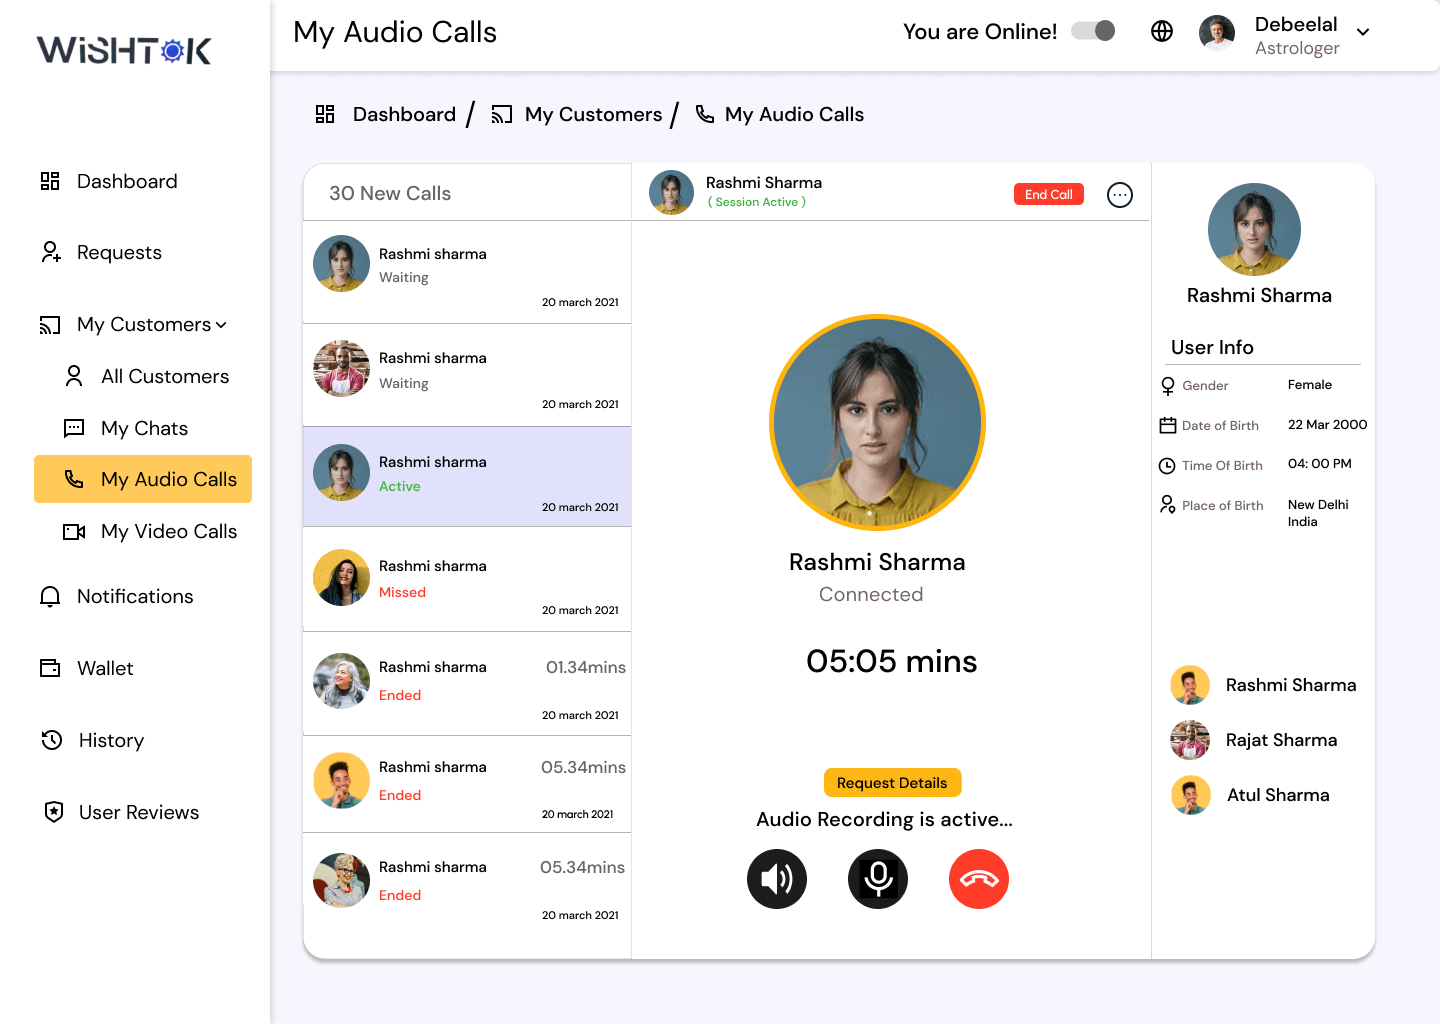 WiSHTOK
My Audio Calls
You are Online!
Debeelal
Astrologer
Dashboard / My Customers / My Audio Calls
Dashboard
Requests
My Customers
All Customers
My Chats
My Audio Calls
My Video Calls
Notifications
Wallet
History
User Reviews
30 New Calls
Rashmi sharma
Waiting
20 march 2021
Rashmi sharma
Waiting
20 march 2021
Rashmi sharma
Active
20 march 2021
Rashmi sharma
Missed
20 march 2021
Rashmi sharma 01.34mins
Ended
20 march 2021
Rashmi sharma 05.34mins
Ended
20 march 2021
Rashmi sharma 05.34mins
Ended
20 march 2021
Rashmi Sharma
( Session Active )
End Call
Rashmi Sharma
Connected
05:05 mins
Request Details
Audio Recording is active...
Rashmi Sharma
User Info
Gender Female
Date of Birth 22 Mar 2000
Time Of Birth 04: 00 PM
Place of Birth New Delhi
India
Rashmi Sharma
Rajat Sharma
Atul Sharma